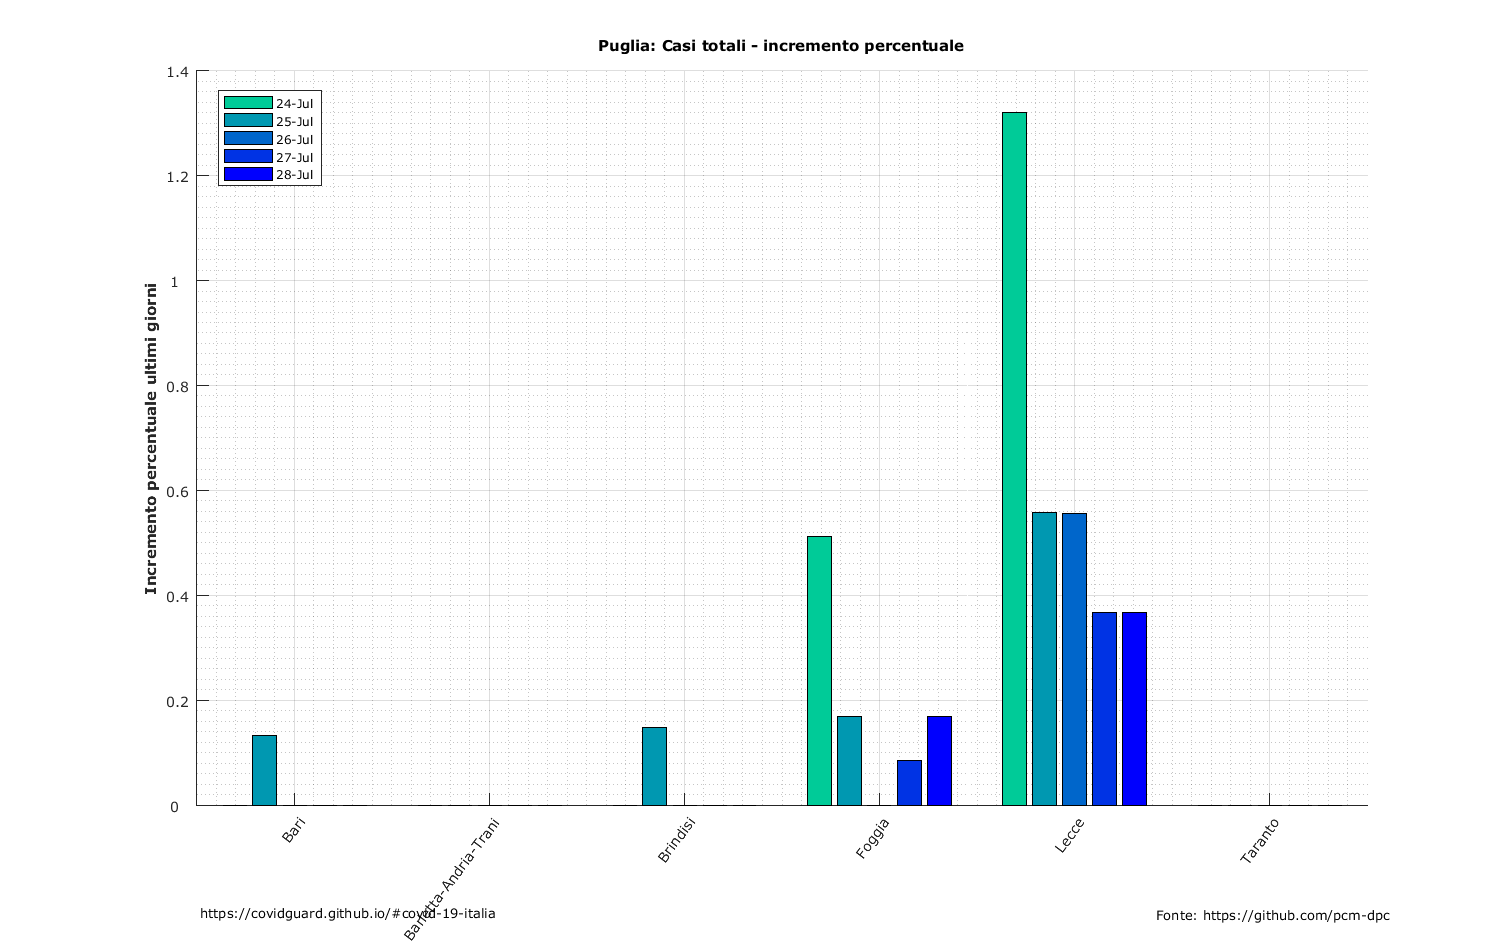 Puglia: Casi totali - incremento percentuale
1.4
1.2
1
0.8
0.6
0.4
0.2
0
Incremento percentuale ultimi giorni
24-Jul
25-Jul
26-Jul
27-Jul
28-Jul
Bari
Barletta-Andria-Trani
Brindisi
Foggia
Lecce
Taranto
https://covidguard.github.io/#covid-19-italia
Fonte: https://github.com/pcm-dpc